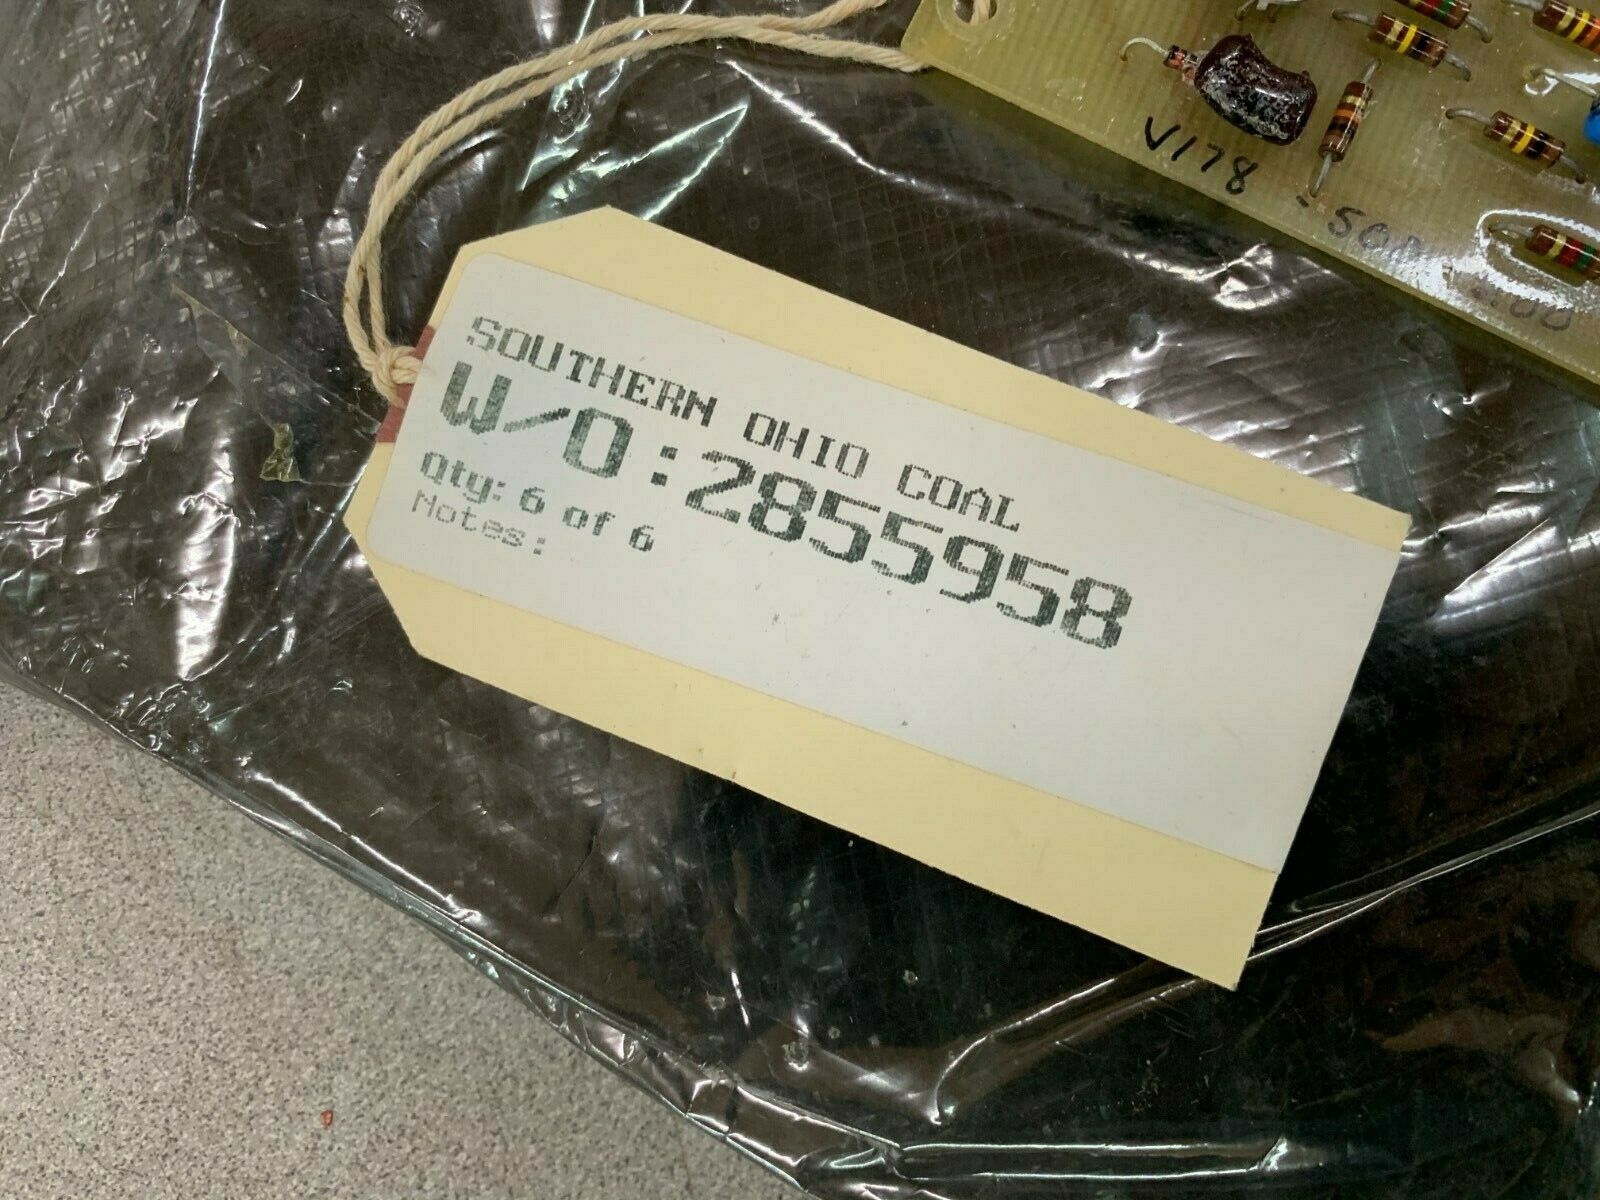 V178
SOUTHERN OHIO COAL
W/O:2855958
Qty: 6 of 6
Notes: